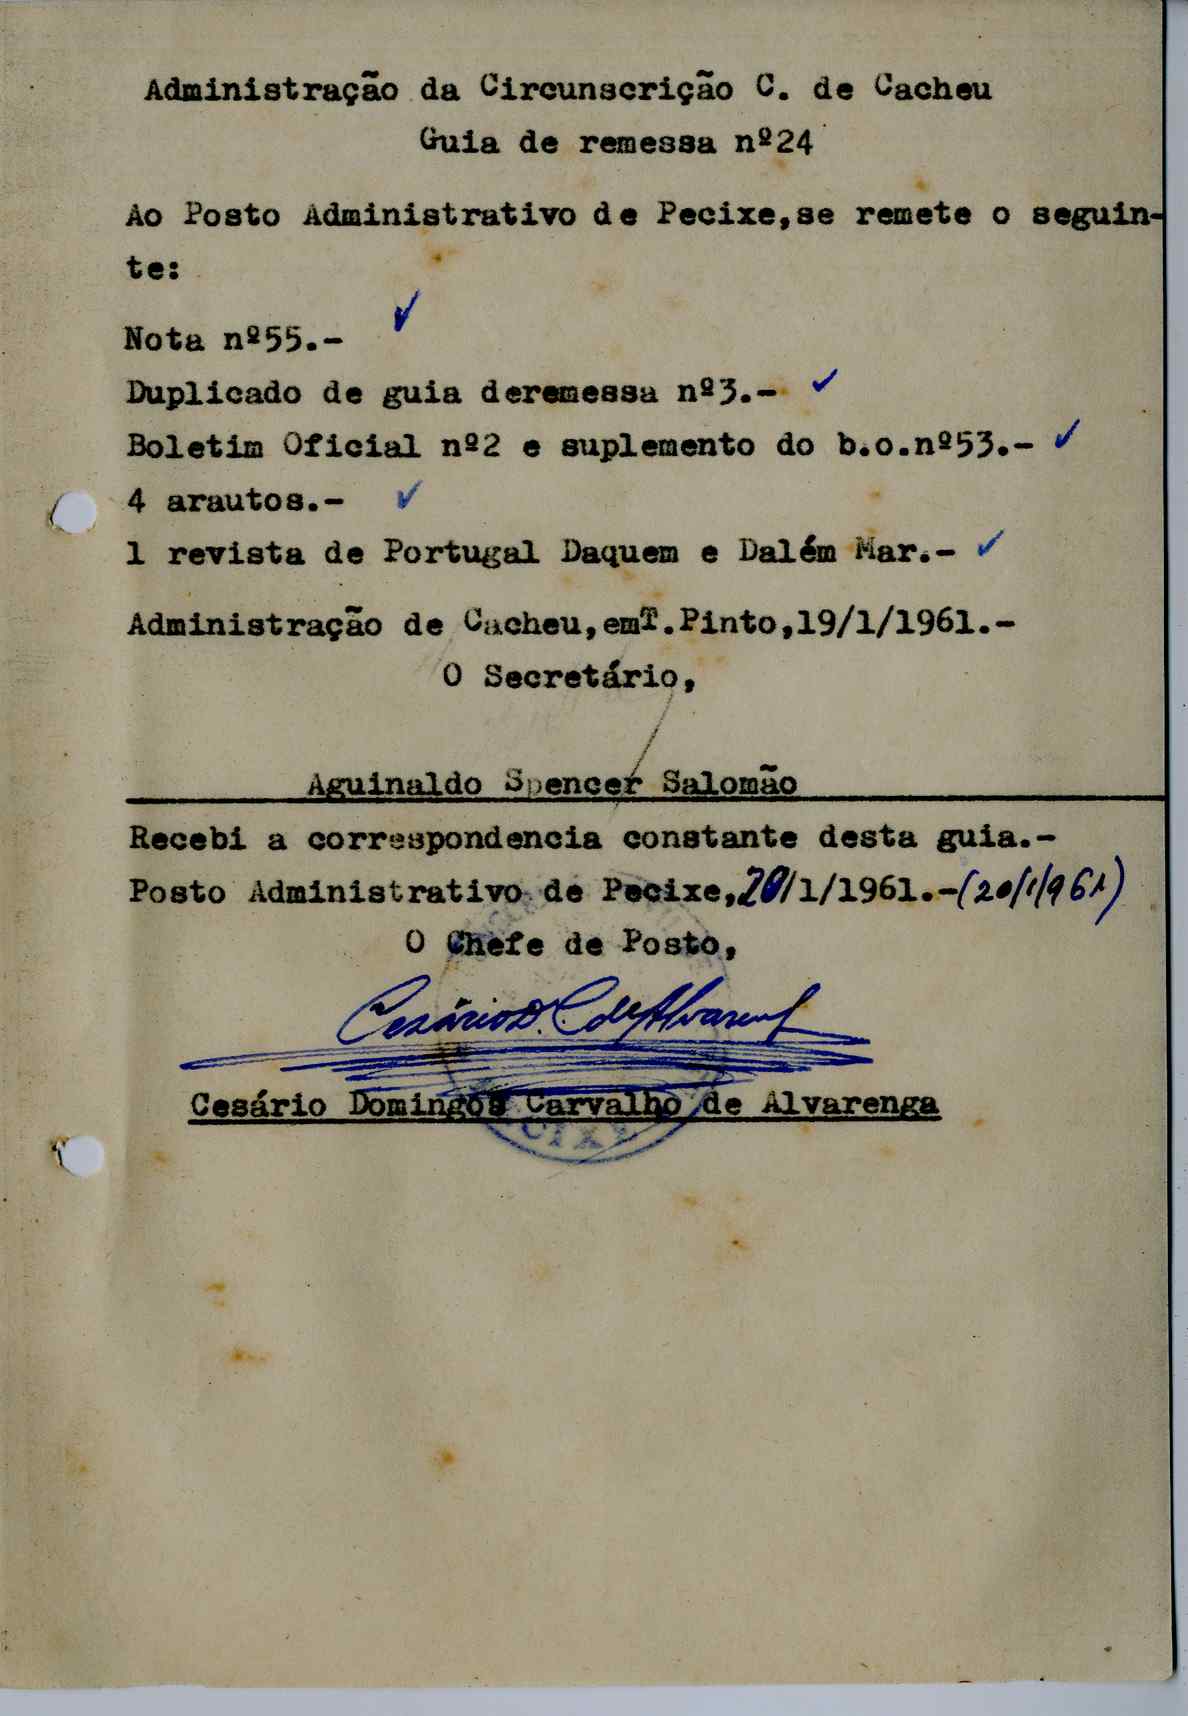 Administração da Circunscrição C. de Cacheu
Guia de remessa nº24
Ao Posto Administrativo de Pecixe,se remete o seguin-
te:
Nota nº55.- ✓
Duplicado de guia deremessa nº3.- ✓
Boletim Oficial nº2 e suplemento do b.o.nº53.- ✓
4 arautos.- ✓
1 revista de Portugal Daquem e Dalém Mar.- ✓
Administração de Cacheu,emT.Pinto,19/1/1961.-
O Secretário,
Aguinaldo Spencer Salomão
Recebi a correspondencia constante desta guia.-
Posto Administrativo de Pecixe,20/1/1961.-(20/1/961)
O Chefe de Posto,
Cesário D. C. de Alvarenga
Cesário Domingos Carvalho de Alvarenga